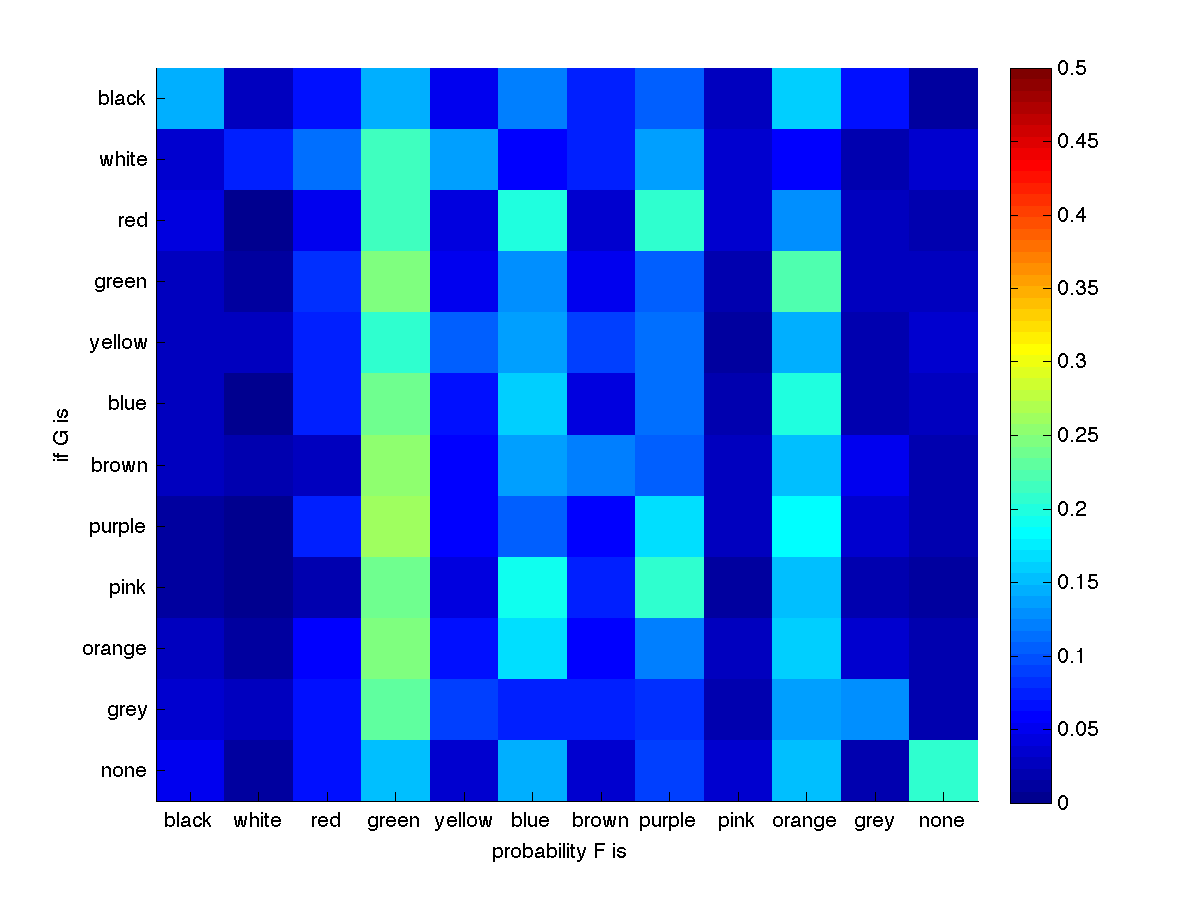 black
white
red
green
yellow
blue
brown
purple
pink
orange
grey
none
if G is
black white red green yellow blue brown purple pink orange grey none
probability F is
0.5
0.45
0.4
0.35
0.3
0.25
0.2
0.15
0.1
0.05
0